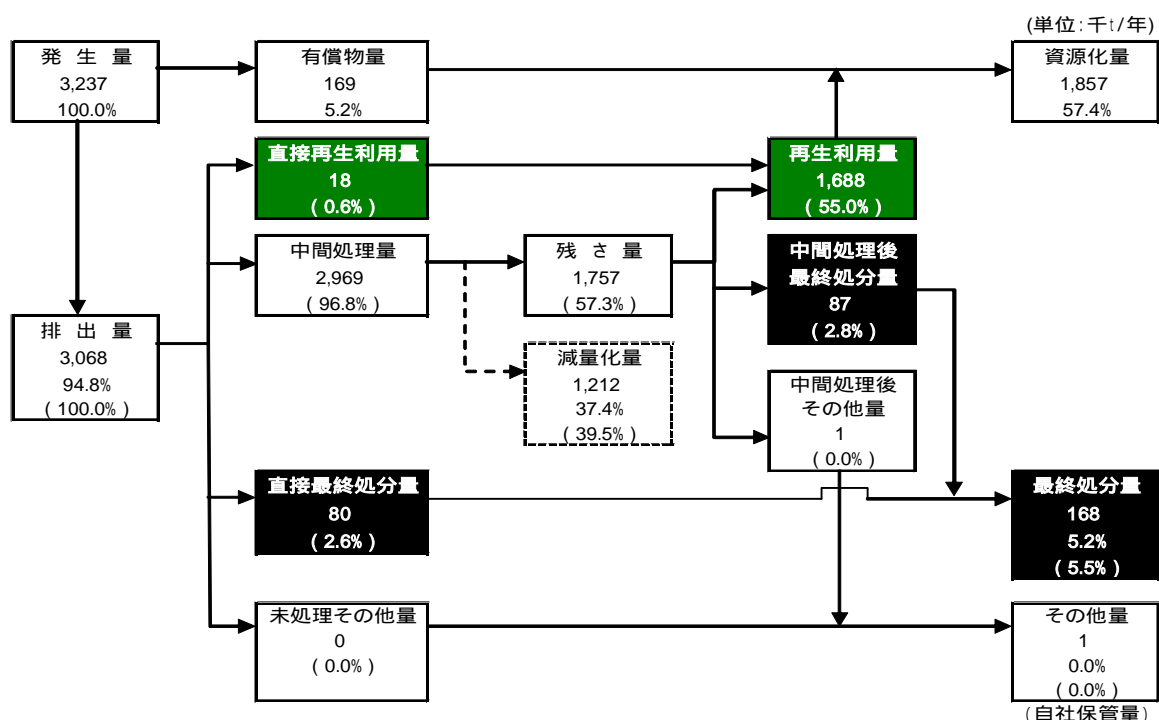 (単位:千t/年)
発 生 量
3,237
100.0%
有償物量
169
5.2%
資源化量
1,857
57.4%
直接再生利用量
18
( 0.6% )
再生利用量
1,688
( 55.0% )
中間処理量
2,969
( 96.8% )
残 さ 量
1,757
( 57.3% )
中間処理後
最終処分量
87
( 2.8% )
排 出 量
3,068
94.8%
( 100.0% )
減量化量
1,212
37.4%
( 39.5% )
中間処理後
その他量
1
( 0.0% )
直接最終処分量
80
( 2.6% )
最終処分量
168
5.2%
( 5.5% )
未処理その他量
0
( 0.0% )
その他量
1
0.0%
( 0.0% )
(自社保管量)